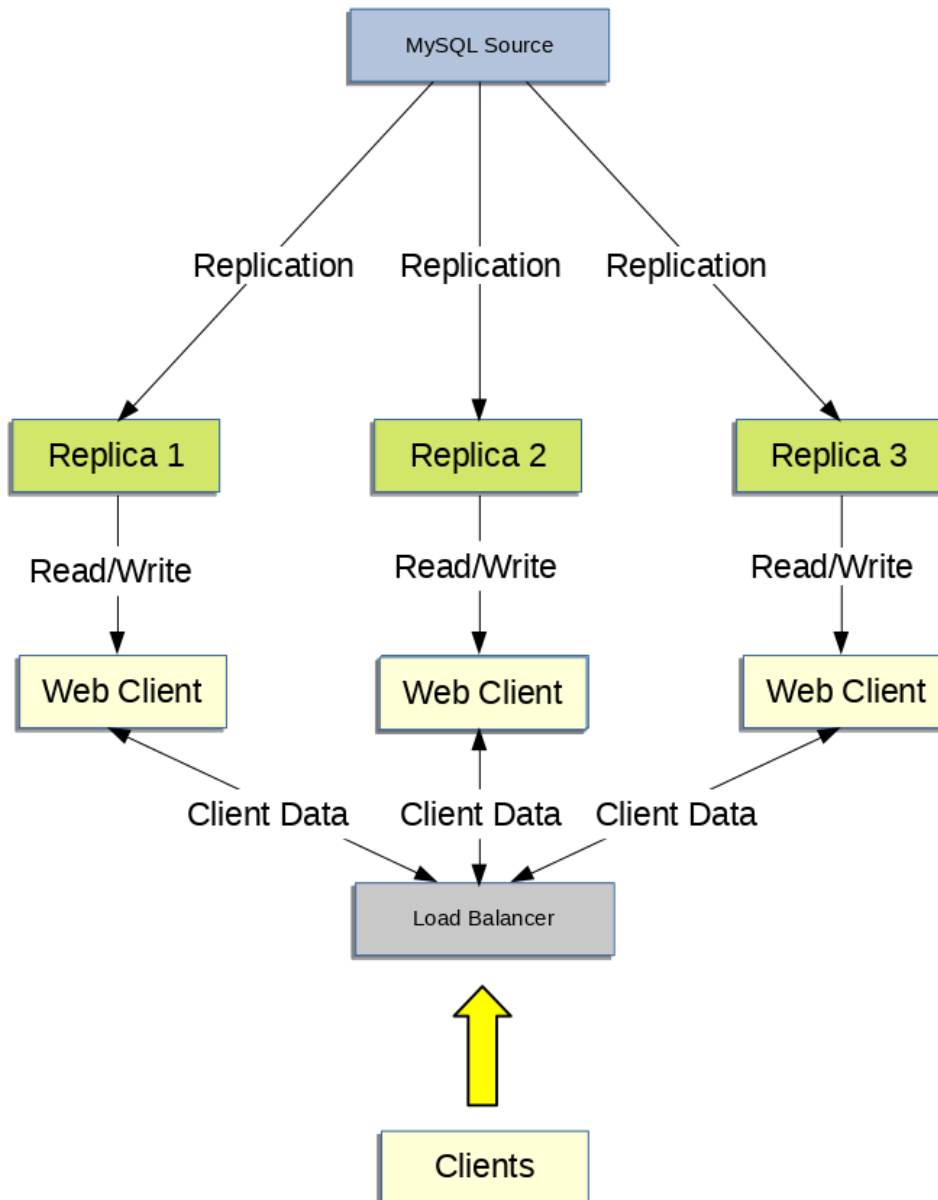 MySQL Source
Replication Replication Replication
Replica 1 Replica 2 Replica 3
Read/Write Read/Write Read/Write
Web Client Web Client Web Client
Client Data Client Data Client Data
Load Balancer
Clients